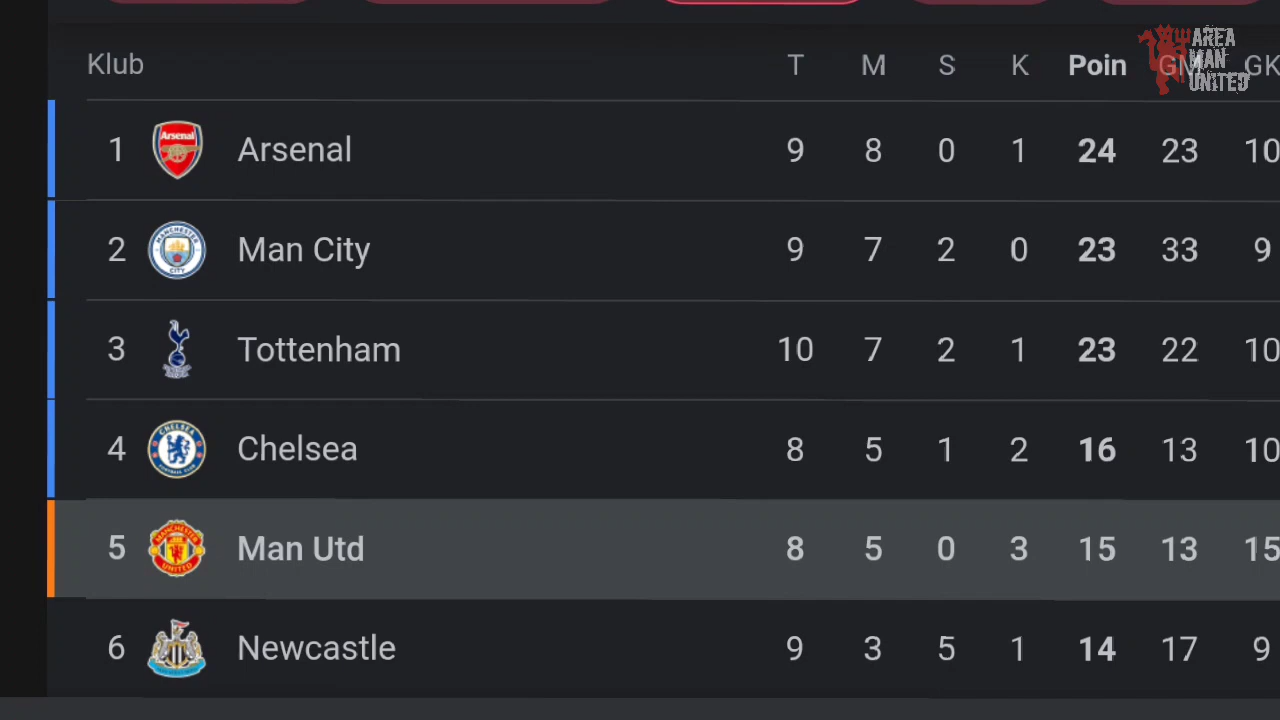 Klub T M S K Poin GM GK
AREA
MAN
UNITED
1 Arsenal 9 8 0 1 24 23 10
2 Man City 9 7 2 0 23 33 9
3 Tottenham 10 7 2 1 23 22 10
4 Chelsea 8 5 1 2 16 13 10
5 Man Utd 8 5 0 3 15 13 15
6 Newcastle 9 3 5 1 14 17 9